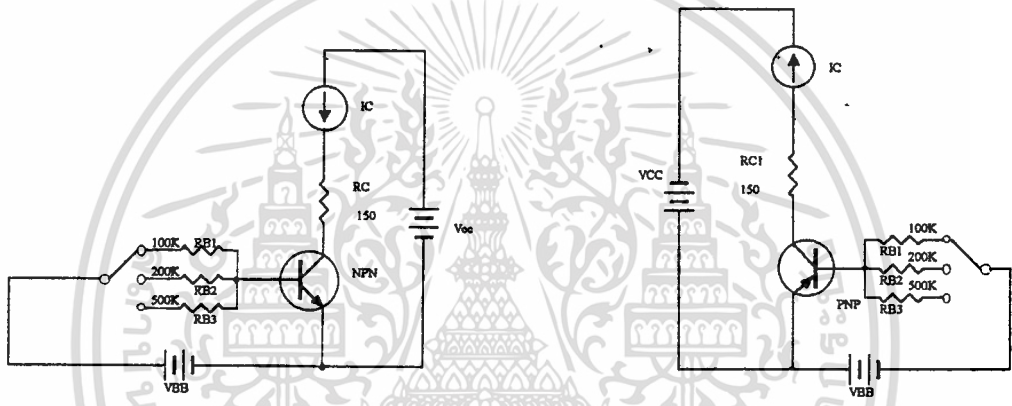 IC
RC
150
Vcc
100K RB1
NPN
200K
RB2
500K
RB3
VBB
IC
RC1
150
VCC
100K
RB1
200K
RB2
500K
PNP
RB3
VBB